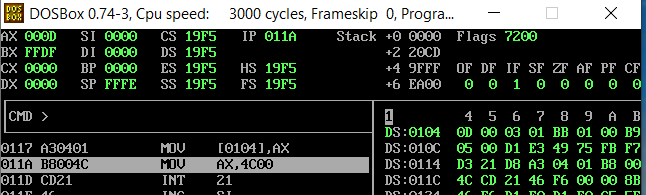 DOSBox 0.74-3, Cpu speed: 3000 cycles, Frameskip 0, Progra...
AX 000D SI 0000 CS 19F5 IP 011A Stack +0 0000 Flags 7200
BX FFDF DI 0000 DS 19F5 +2 20CD
CX 0000 BP 0000 ES 19F5 HS 19F5 +4 9FFF OF DF IF SF ZF AF PF CF
DX 0000 SP FFFE SS 19F5 FS 19F5 +6 EA00 0 0 1 0 0 0 0 0
CMD >
1 4 5 6 7 8 9 A B
DS:0104 0D 00 03 01 BB 01 00 B9
DS:010C 05 00 D1 E3 49 75 FB F7
DS:0114 D3 21 D8 A3 04 01 B8 00
DS:011C 4C CD 21 46 F6 00 00 8B
0117 A30401 MOV [0104],AX
011A B8004C MOV AX,4C00
011D CD21 INT 21